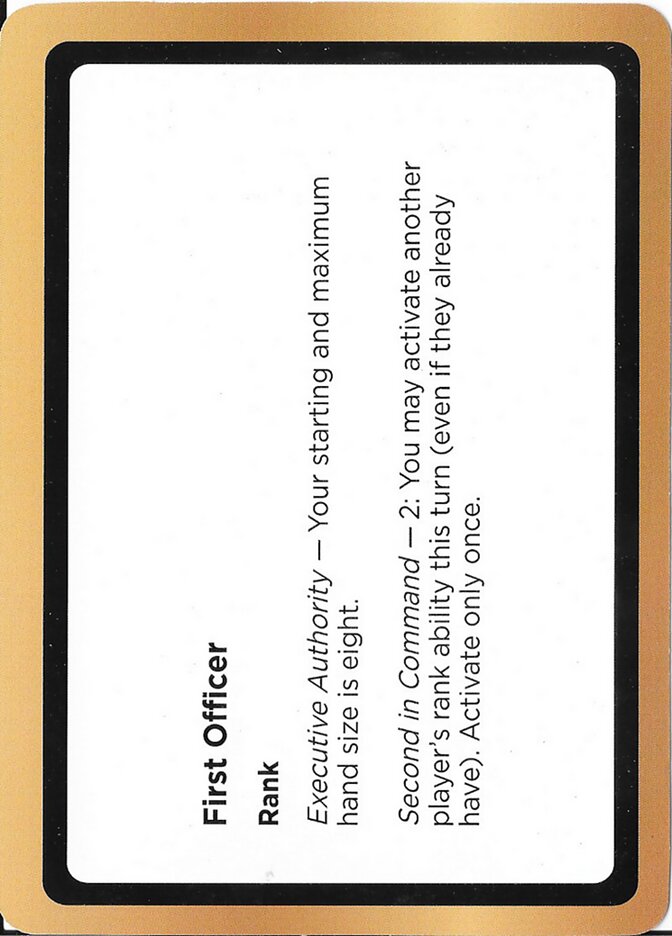 First Officer
Rank
Executive Authority — Your starting and maximum
hand size is eight.
Second in Command — 2: You may activate another
player's rank ability this turn (even if they already
have). Activate only once.